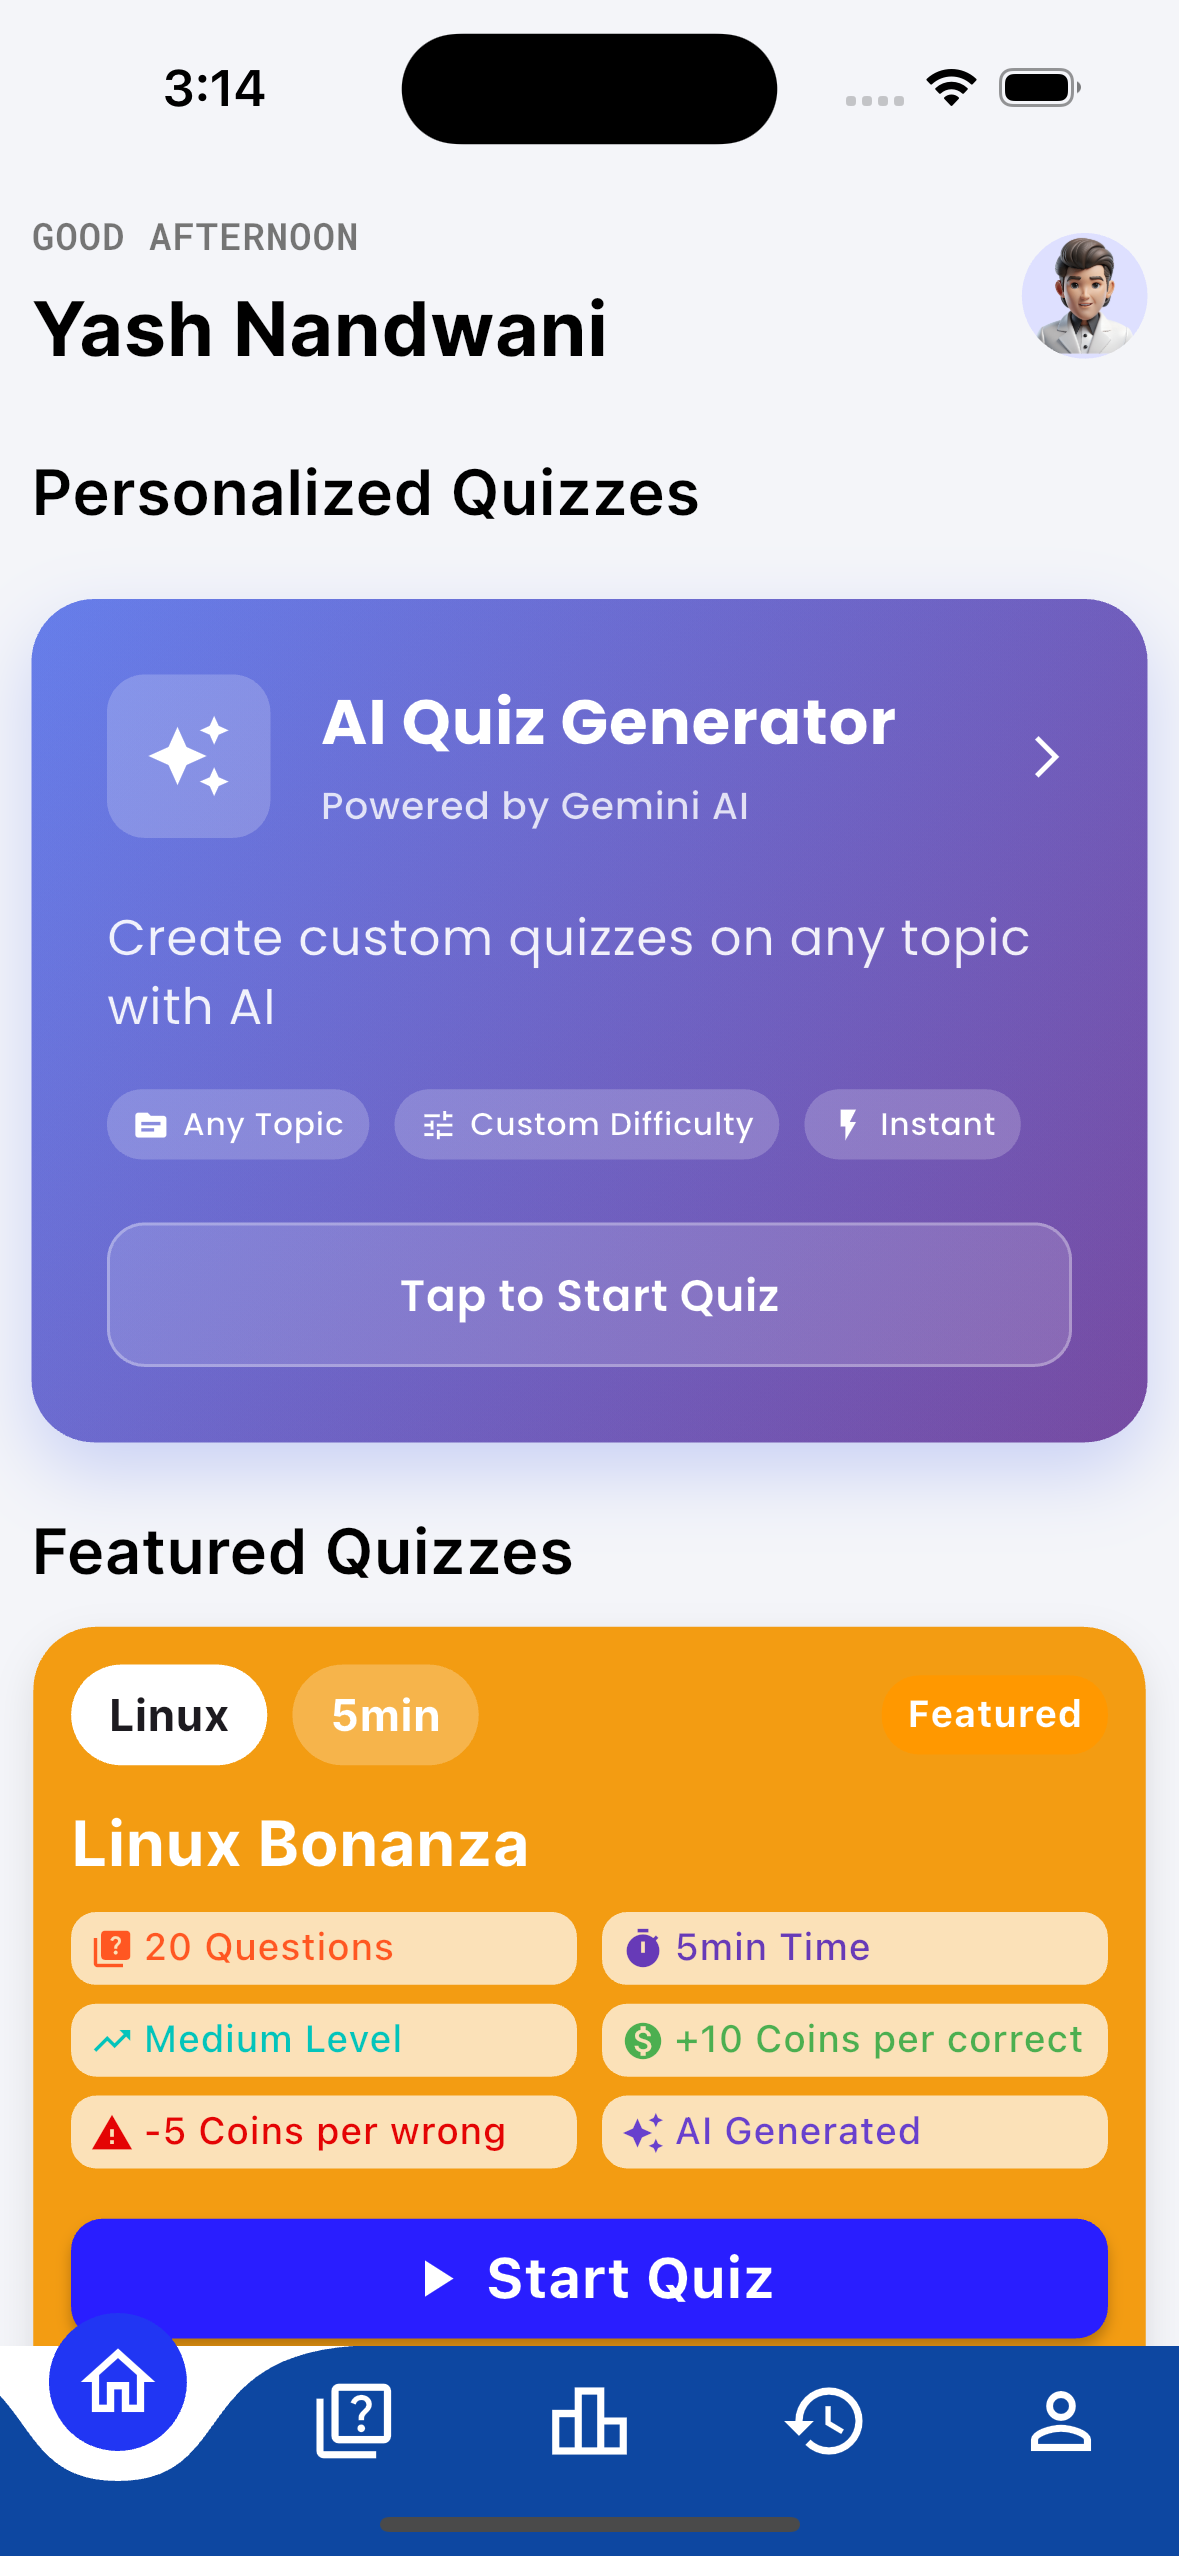 3:14
GOOD AFTERNOON
Yash Nandwani
Personalized Quizzes
AI Quiz Generator
Powered by Gemini AI
Create custom quizzes on any topic
with AI
Any Topic
Custom Difficulty
Instant
Tap to Start Quiz
Featured Quizzes
Linux
5min
Featured
Linux Bonanza
20 Questions
5min Time
Medium Level
+10 Coins per correct
-5 Coins per wrong
AI Generated
Start Quiz